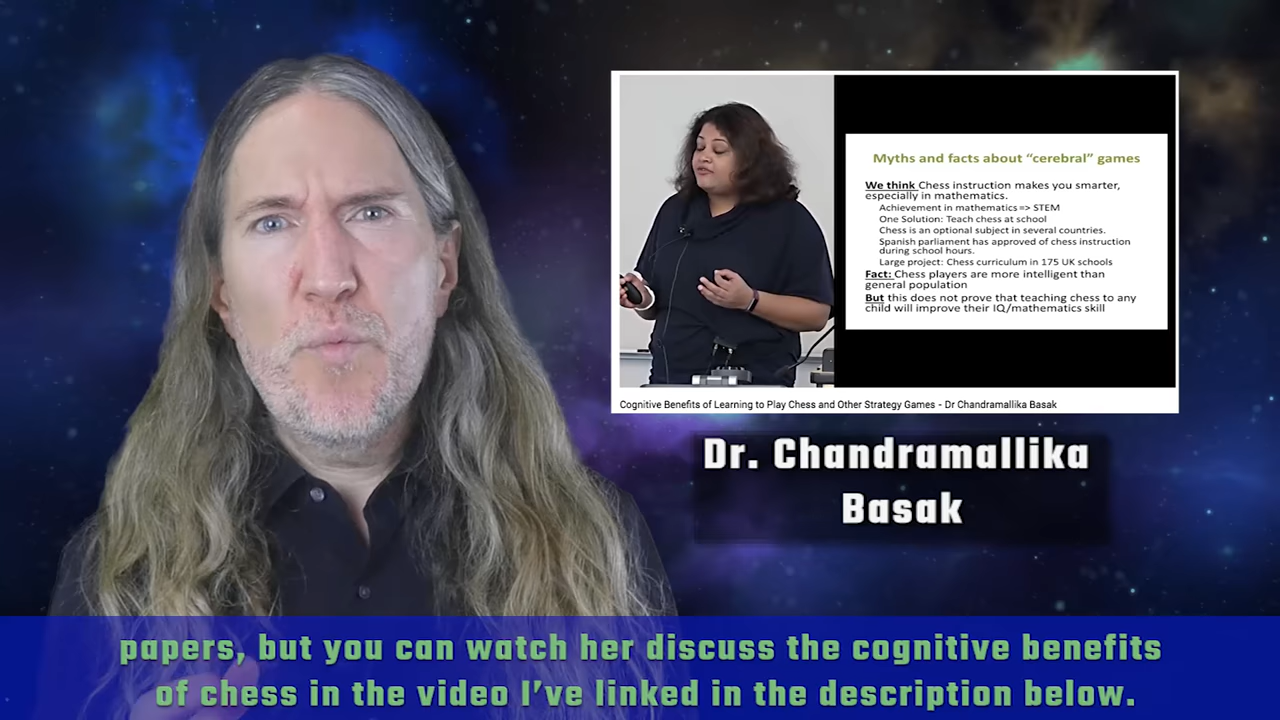 Myths and facts about “cerebral” games
We think Chess instruction makes you smarter,
especially in mathematics.
Achievement in mathematics => STEM
One Solution: Teach chess at school
Chess is an optional subject in several countries.
Spanish parliament has approved of chess instruction
during school hours.
Large project: Chess curriculum in 175 UK schools
Fact: Chess players are more intelligent than
general population
But this does not prove that teaching chess to any
child will improve their IQ/mathematics skill
Cognitive Benefits of Learning to Play Chess and Other Strategy Games - Dr Chandramallika Basak
Dr. Chandramallika
Basak
papers, but you can watch her discuss the cognitive benefits
of chess in the video I’ve linked in the description below.